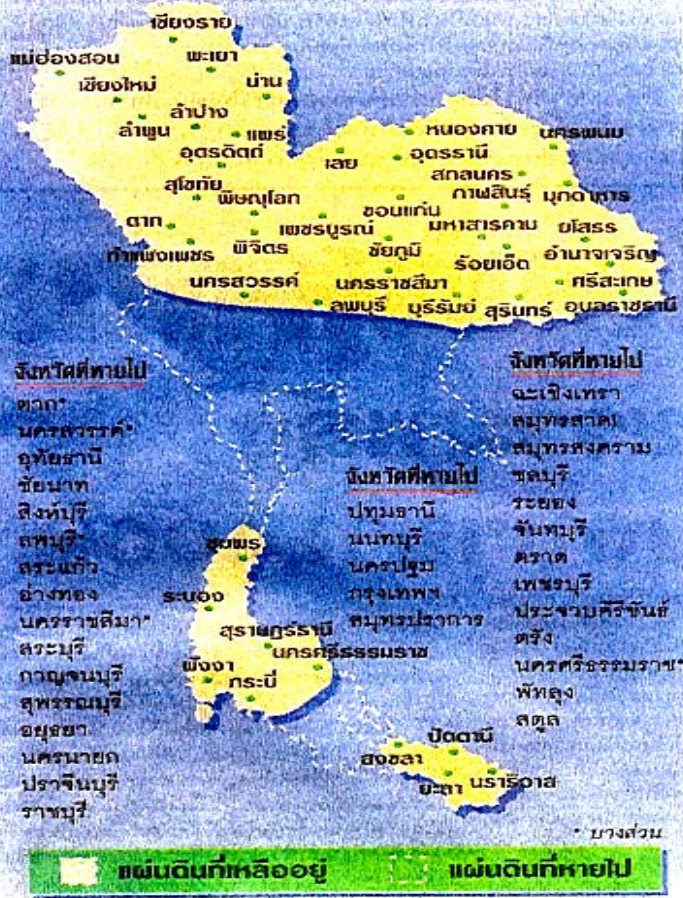 เชียงราย
แม่ฮ่องสอน
พะเยา
เชียงใหม่
น่าน
ลำปาง
ลำพูน
แพร่
หนองคาย
นครพนม
อุตรดิตถ์
เลย
อุดรธานี
สกลนคร
สุโขทัย
พิษณุโลก
กาฬสินธุ์
มุกดาหาร
ขอนแก่น
ตาก
เพชรบูรณ์
มหาสารคาม
ยโสธร
กำแพงเพชร
พิจิตร
ชัยภูมิ
ร้อยเอ็ด
อำนาจเจริญ
นครสวรรค์
นครราชสีมา
ศรีสะเกษ
ลพบุรี
บุรีรัมย์
สุรินทร์
อุบลราชธานี
จังหวัดที่หายไป
ตาก*
นครสวรรค์*
อุทัยธานี
ชัยนาท
สิงห์บุรี
ลพบุรี*
สระแก้ว
อ่างทอง
นครราชสีมา*
สระบุรี
กาญจนบุรี
สุพรรณบุรี
อยุธยา
นครนายก
ปราจีนบุรี
ราชบุรี
จังหวัดที่หายไป
ปทุมธานี
นนทบุรี
นครปฐม
กรุงเทพฯ
สมุทรปราการ
จังหวัดที่หายไป
ฉะเชิงเทรา
สมุทรสาคร
สมุทรสงคราม
ชลบุรี
ระยอง
จันทบุรี
ตราด
เพชรบุรี
ประจวบคีรีขันธ์
ตรัง
นครศรีธรรมราช*
พัทลุง
สตูล
ชุมพร
ระนอง
สุราษฎร์ธานี
นครศรีธรรมราช
พังงา
กระบี่
ปัตตานี
สงขลา
ยะลา
นราธิวาส
* บางส่วน
แผ่นดินที่เหลืออยู่
แผ่นดินที่หายไป